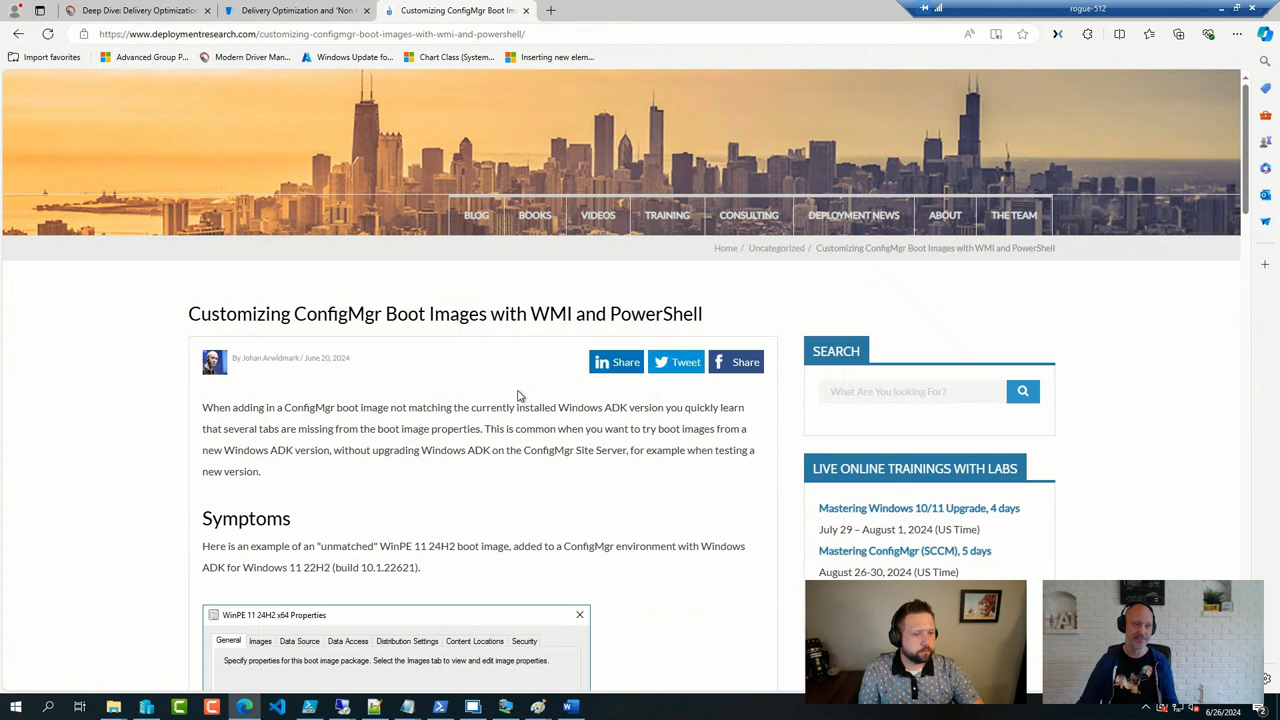 Deep Dive: Delivery Optimization
Delivery Optimization and 'Non
Customizing ConfigMgr Boot Im
rogue-512
https://www.deploymentresearch.com/customizing-configmgr-boot-images-with-wmi-and-powershell/
Import favorites
Advanced Group P...
Modern Driver Man...
Windows Update fo...
Chart Class (System...
Inserting new elem...
BLOG
BOOKS
VIDEOS
TRAINING
CONSULTING
DEPLOYMENT NEWS
ABOUT
THE TEAM
Home / Uncategorized / Customizing ConfigMgr Boot Images with WMI and PowerShell
Customizing ConfigMgr Boot Images with WMI and PowerShell
By Johan Arwidmark / June 20, 2024
Share
Tweet
Share
When adding in a ConfigMgr boot image not matching the currently installed Windows ADK version you quickly learn
that several tabs are missing from the boot image properties. This is common when you want to try boot images from a
new Windows ADK version, without upgrading Windows ADK on the ConfigMgr Site Server, for example when testing a
new version.
Symptoms
Here is an example of an "unmatched" WinPE 11 24H2 boot image, added to a ConfigMgr environment with Windows
ADK for Windows 11 22H2 (build 10.1.22621).
WinPE 11 24H2 x64 Properties
General
Images
Data Source
Data Access
Distribution Settings
Content Locations
Security
Specify properties for this boot image package. Select the Images tab to view and edit image properties.
SEARCH
What Are You looking For?
LIVE ONLINE TRAININGS WITH LABS
Mastering Windows 10/11 Upgrade, 4 days
July 29 – August 1, 2024 (US Time)
Mastering ConfigMgr (SCCM), 5 days
August 26-30, 2024 (US Time)
6/26/2024